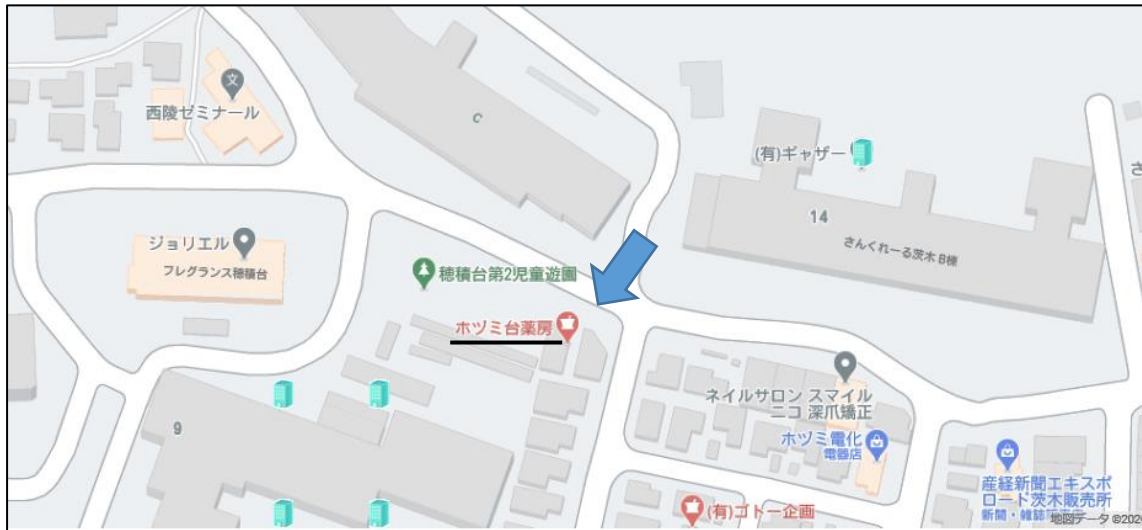 西陵ゼミナール
C
(有)ギャザー
14
さんくれーる茨木 B棟
ジョリエル
フレグランス穂積台
穂積台第2児童遊園
ホヅミ台薬房
ネイルサロン スマイル
ニコ 深爪矯正
9
ホヅミ電化
電器店
産経新聞エキスポ
ロード茨木販売所
新聞・雑誌
(有)ゴトー企画
地図データ ©202